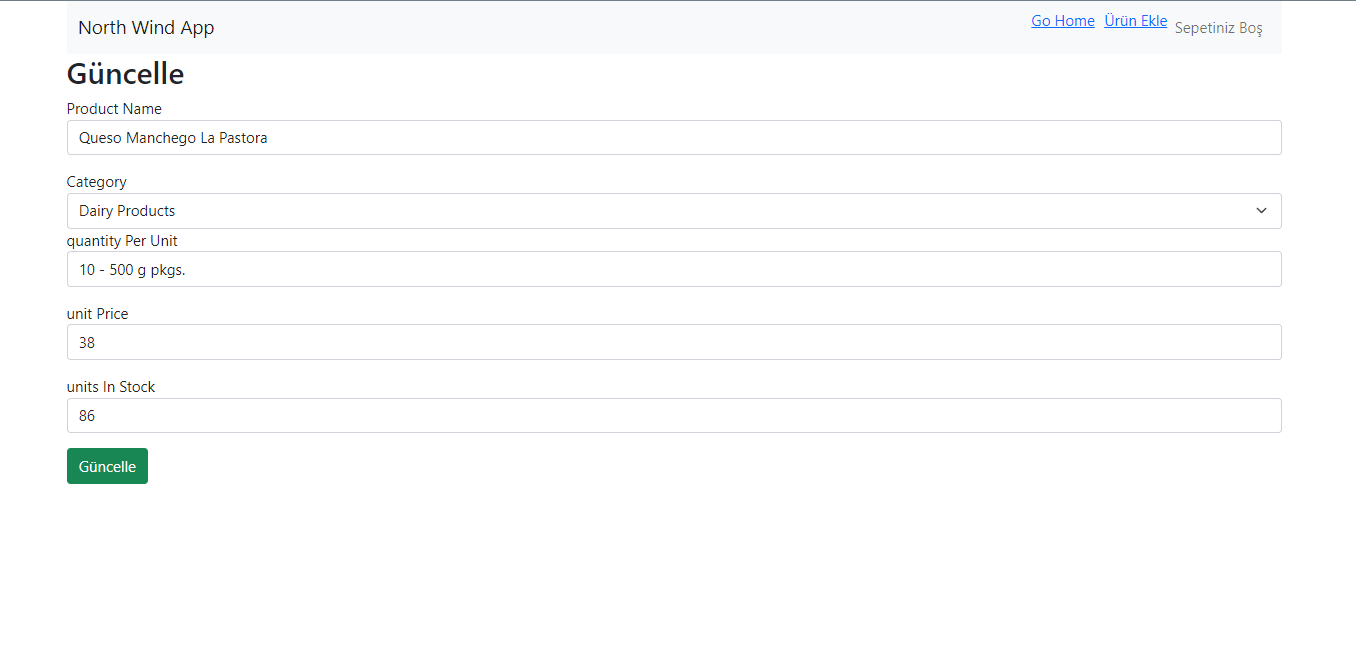 North Wind App
Go Home Ürün Ekle Sepetiniz Boş
Güncelle
Product Name
Queso Manchego La Pastora
Category
Dairy Products
quantity Per Unit
10 - 500 g pkgs.
unit Price
38
units In Stock
86
Güncelle